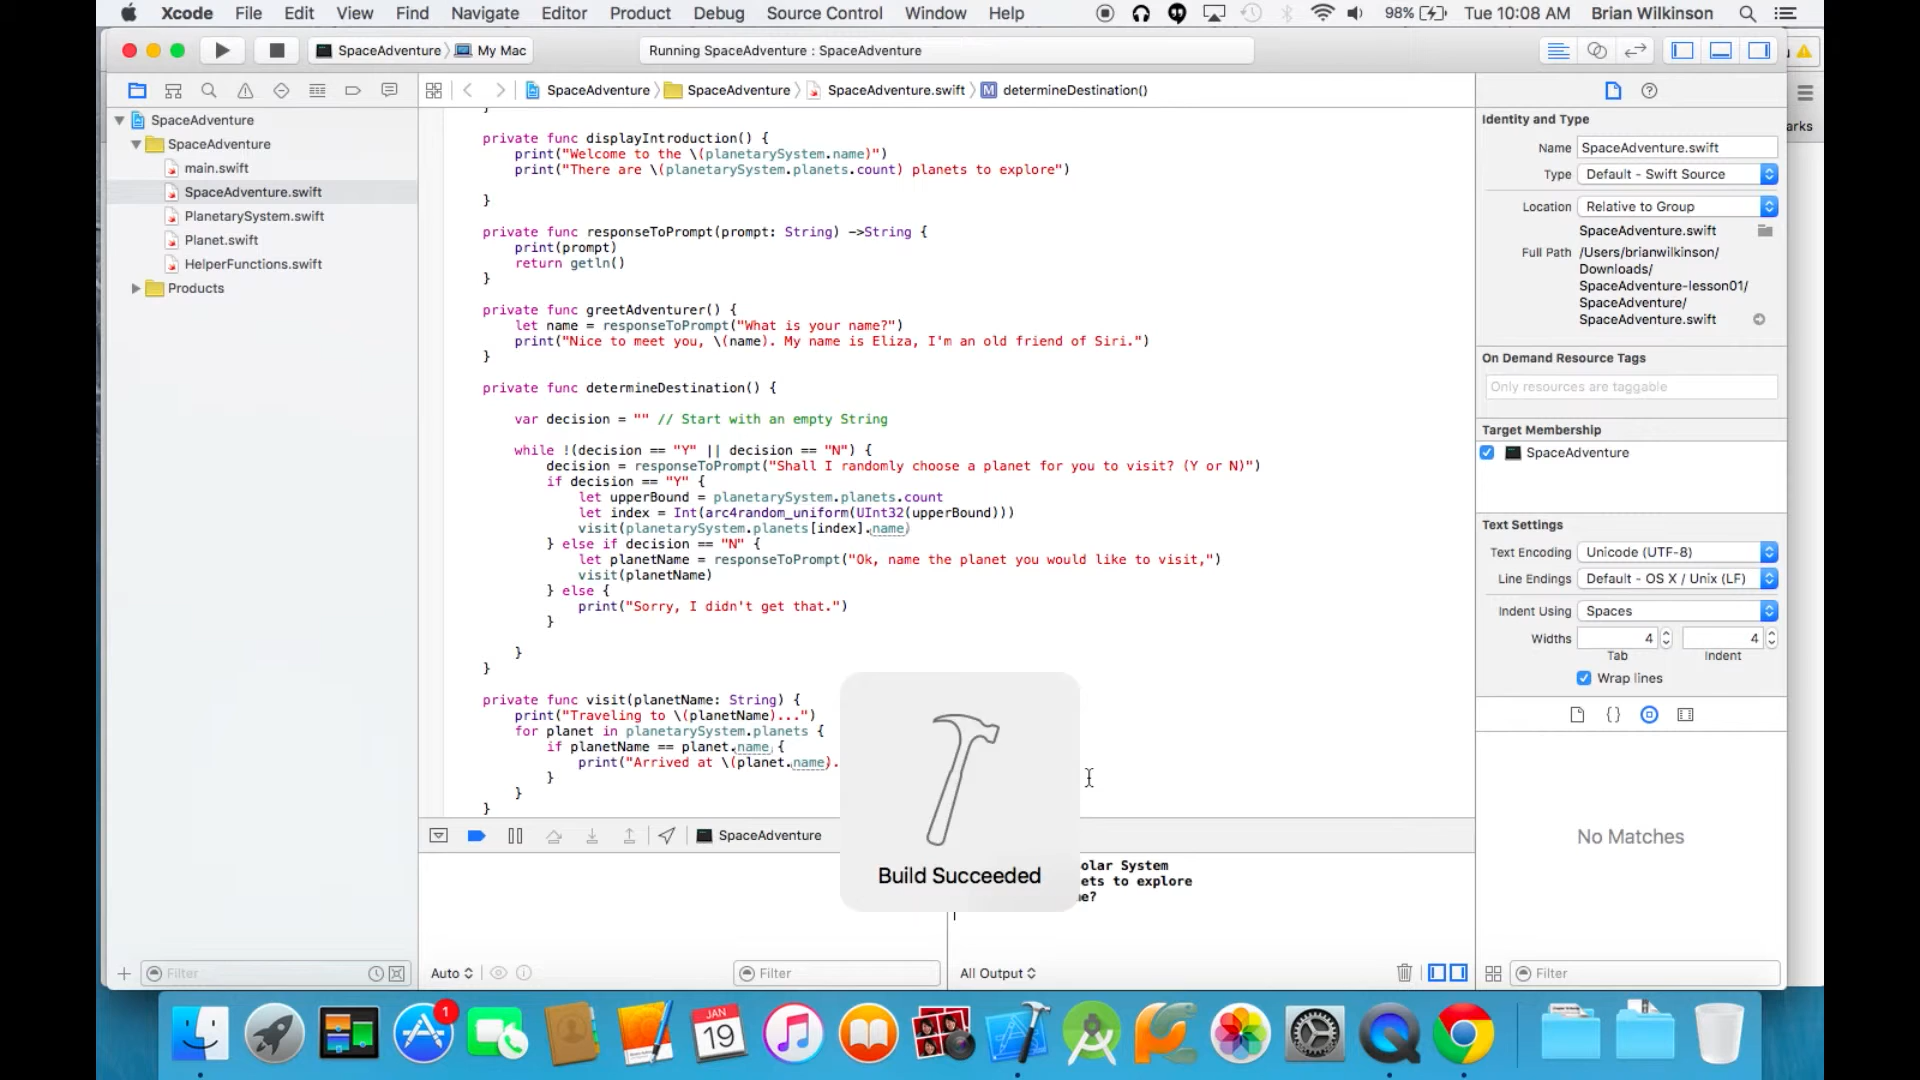 Xcode File Edit View Find Navigate Editor Product Debug Source Control Window Help 98% Tue 10:08 AM Brian Wilkinson
SpaceAdventure My Mac
Running SpaceAdventure : SpaceAdventure
SpaceAdventure SpaceAdventure SpaceAdventure.swift M determineDestination()
SpaceAdventure
SpaceAdventure
main.swift
SpaceAdventure.swift
PlanetarySystem.swift
Planet.swift
HelperFunctions.swift
Products
}
private func displayIntroduction() {
print("Welcome to the \(planetarySystem.name)")
print("There are \(planetarySystem.planets.count) planets to explore")
}
private func responseToPrompt(prompt: String) ->String {
print(prompt)
return getln()
}
private func greetAdventurer() {
let name = responseToPrompt("What is your name?")
print("Nice to meet you, \(name). My name is Eliza, I'm an old friend of Siri.")
}
private func determineDestination() {
var decision = "" // Start with an empty String
while !(decision == "Y" || decision == "N") {
decision = responseToPrompt("Shall I randomly choose a planet for you to visit? (Y or N)")
if decision == "Y" {
let upperBound = planetarySystem.planets.count
let index = Int(arc4random_uniform(UInt32(upperBound)))
visit(planetarySystem.planets[index].name)
} else if decision == "N" {
let planetName = responseToPrompt("Ok, name the planet you would like to visit,")
visit(planetName)
} else {
print("Sorry, I didn't get that.")
}
}
}
private func visit(planetName: String) {
print("Traveling to \(planetName)...")
for planet in planetarySystem.planets {
if planetName == planet.name {
print("Arrived at \(planet.name).
}
}
}
Build Succeeded
SpaceAdventure
olar System
ets to explore
me?
Auto
Filter
Filter
All Output
Filter
Identity and Type
Name SpaceAdventure.swift
Type Default - Swift Source
Location Relative to Group
SpaceAdventure.swift
Full Path /Users/brianwilkinson/
Downloads/
SpaceAdventure-lesson01/
SpaceAdventure/
SpaceAdventure.swift
On Demand Resource Tags
Only resources are taggable
Target Membership
SpaceAdventure
Text Settings
Text Encoding Unicode (UTF-8)
Line Endings Default - OS X / Unix (LF)
Indent Using Spaces
Widths 4 4
Tab Indent
Wrap lines
{}
No Matches
arks
1
JAN
19